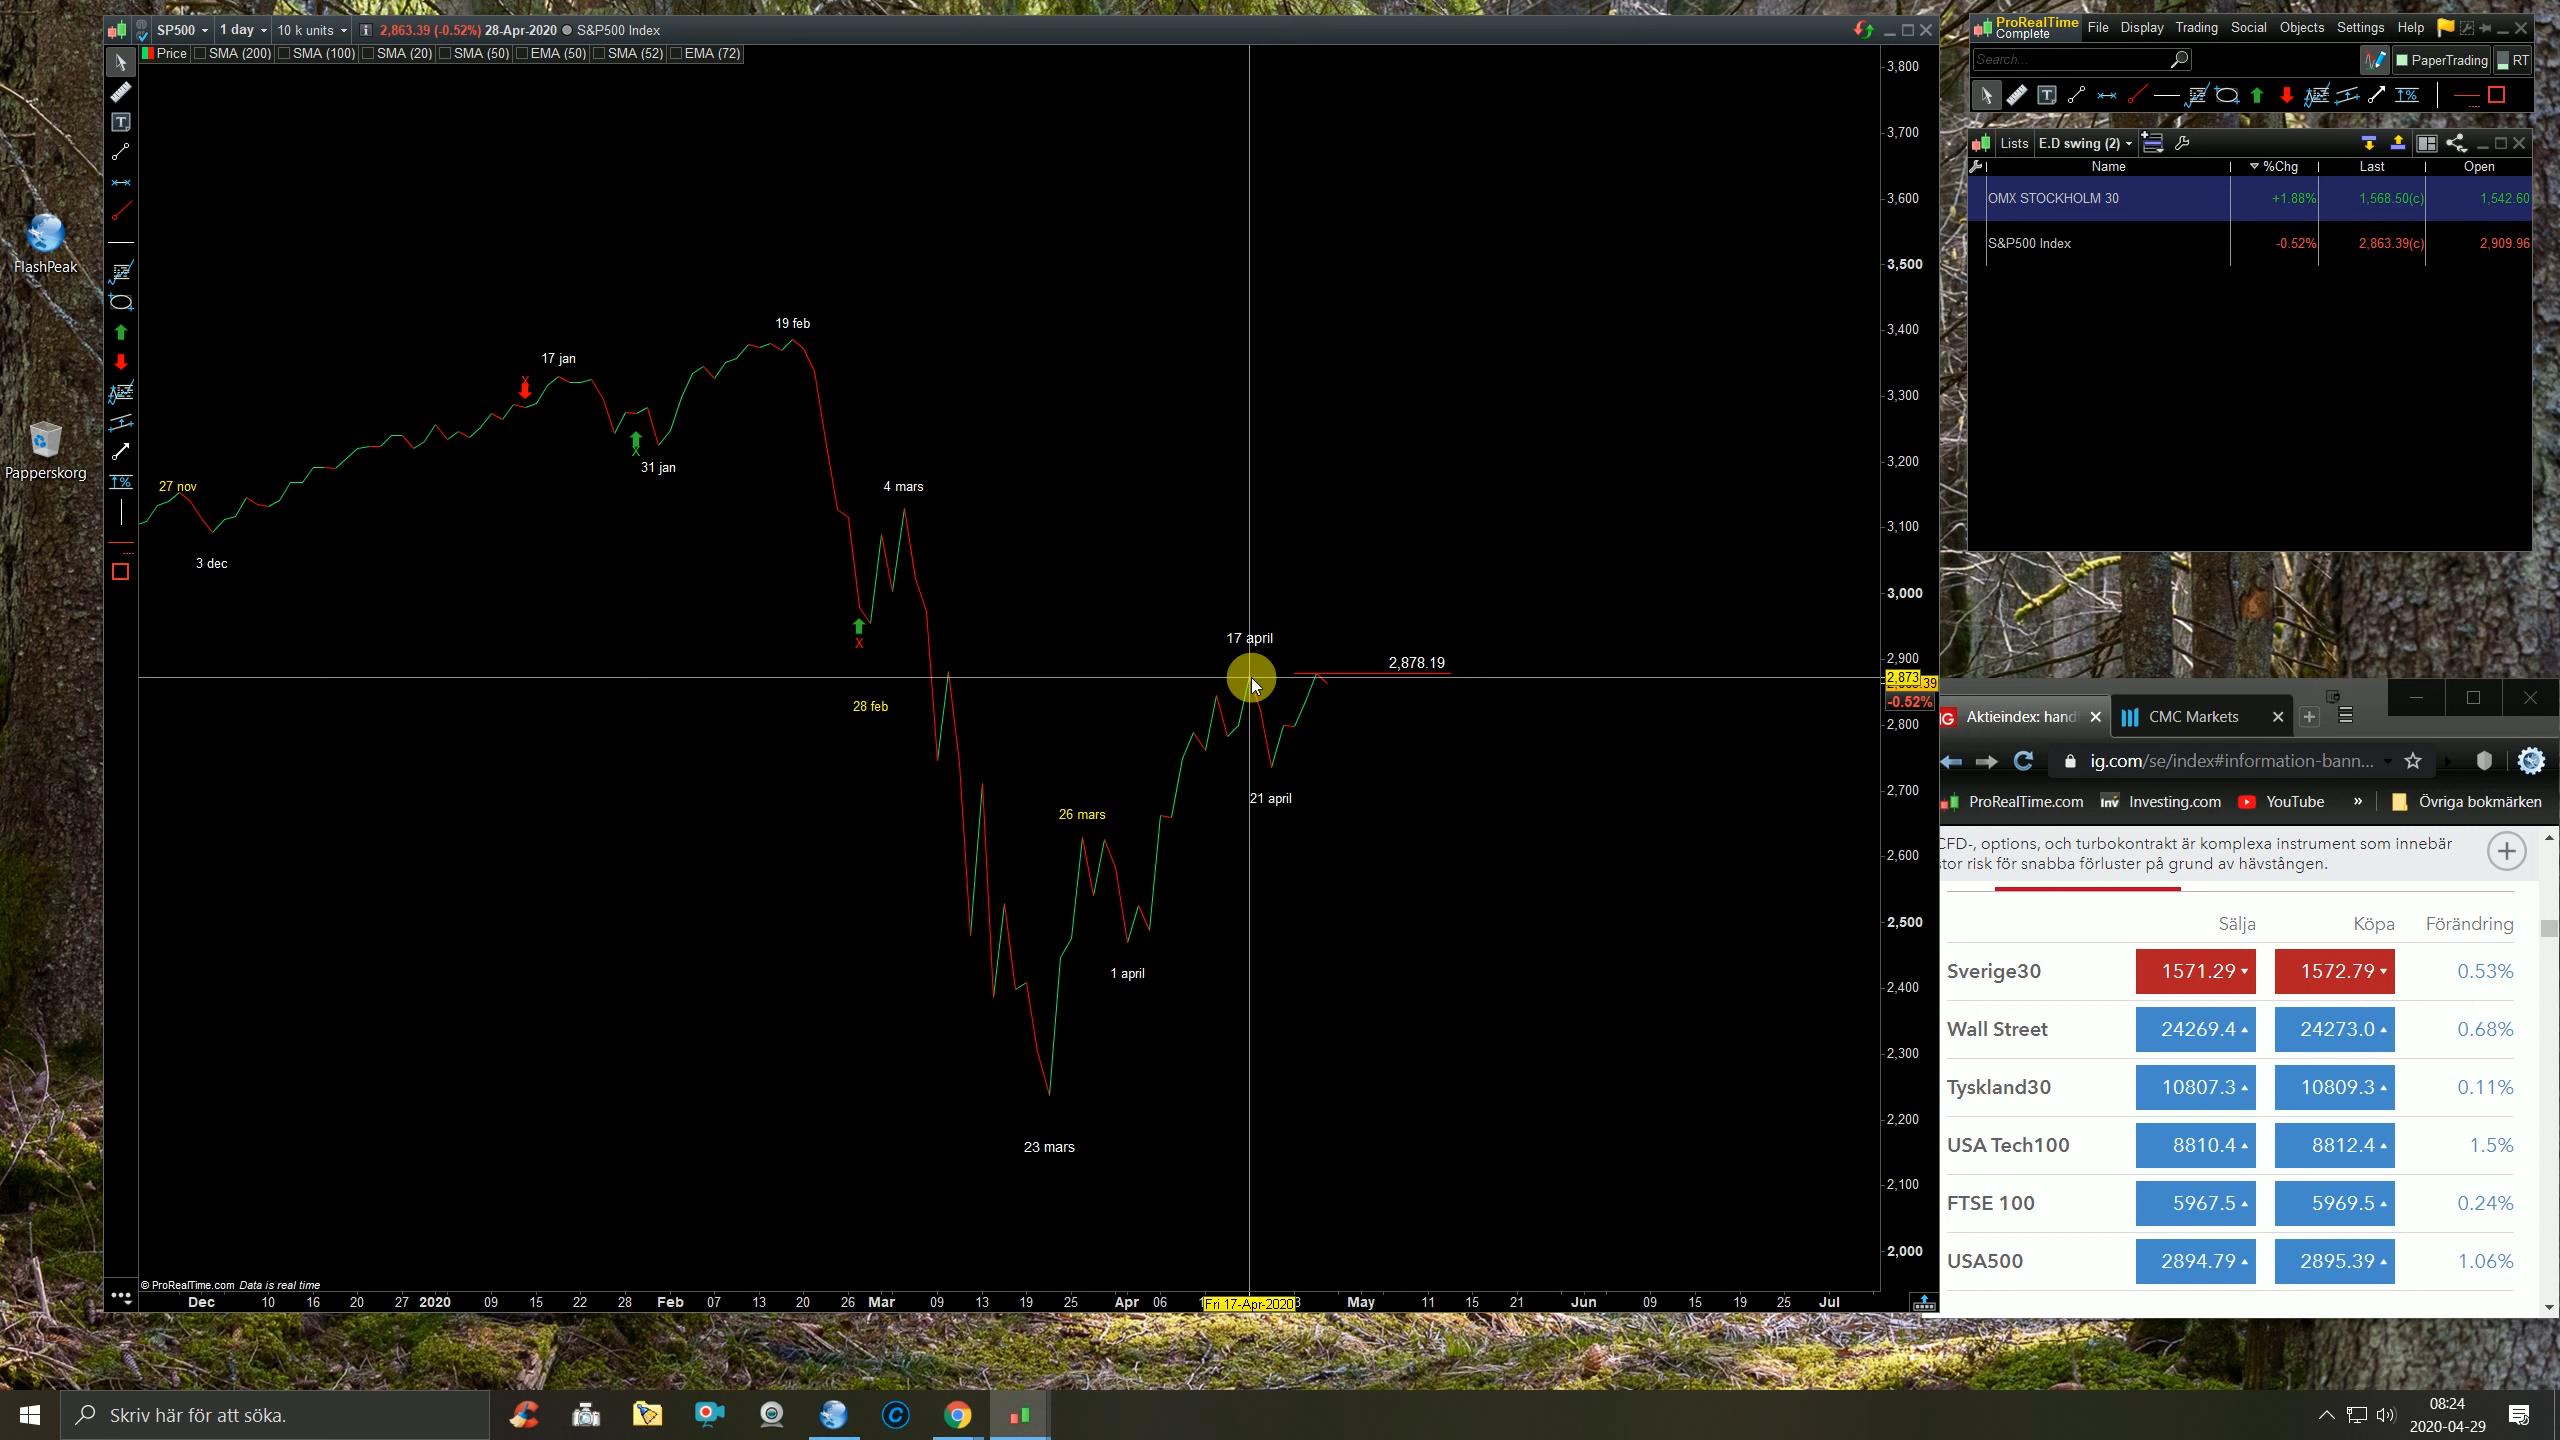 SP500 1 day 10 k units 2,863.39 (-0.52%) 28-Apr-2020 S&P500 Index
Price SMA (200) SMA (100) SMA (20) SMA (50) EMA (50) SMA (52) EMA (72)
3,800
3,700
3,600
3,500
3,400
3,300
3,200
3,100
3,000
2,900
2,873
-0.52%
2,800
2,700
2,600
2,500
2,400
2,300
2,200
2,100
2,000
19 feb
17 jan
X
X
31 jan
27 nov
4 mars
3 dec
X
17 april
2,878.19
28 feb
21 april
26 mars
1 april
23 mars
© ProRealTime.com Data is real time
Dec 10 16 20 27 2020 09 15 22 28 Feb 07 13 20 26 Mar 09 13 19 25 Apr 06 Fri 17-Apr-2020 May 11 15 21 Jun 09 15 19 25 Jul
FlashPeak
Papperskorg
ProRealTime
Complete
File Display Trading Social Objects Settings Help
Search...
PaperTrading RT
Lists E.D swing (2)
Name %Chg Last Open
OMX STOCKHOLM 30 +1.88% 1,568.50(c) 1,542.60
S&P500 Index -0.52% 2,863.39(c) 2,909.96
Aktieindex: hand CMC Markets
ig.com/se/index#information-bann...
ProRealTime.com Investing.com YouTube » Övriga bokmärken
CFD-, options, och turbokontrakt är komplexa instrument som innebär
stor risk för snabba förluster på grund av hävstången.
Sälja Köpa Förändring
Sverige30 1571.29 1572.79 0.53%
Wall Street 24269.4 24273.0 0.68%
Tyskland30 10807.3 10809.3 0.11%
USA Tech100 8810.4 8812.4 1.5%
FTSE 100 5967.5 5969.5 0.24%
USA500 2894.79 2895.39 1.06%
Skriv här för att söka.
08:24
2020-04-29